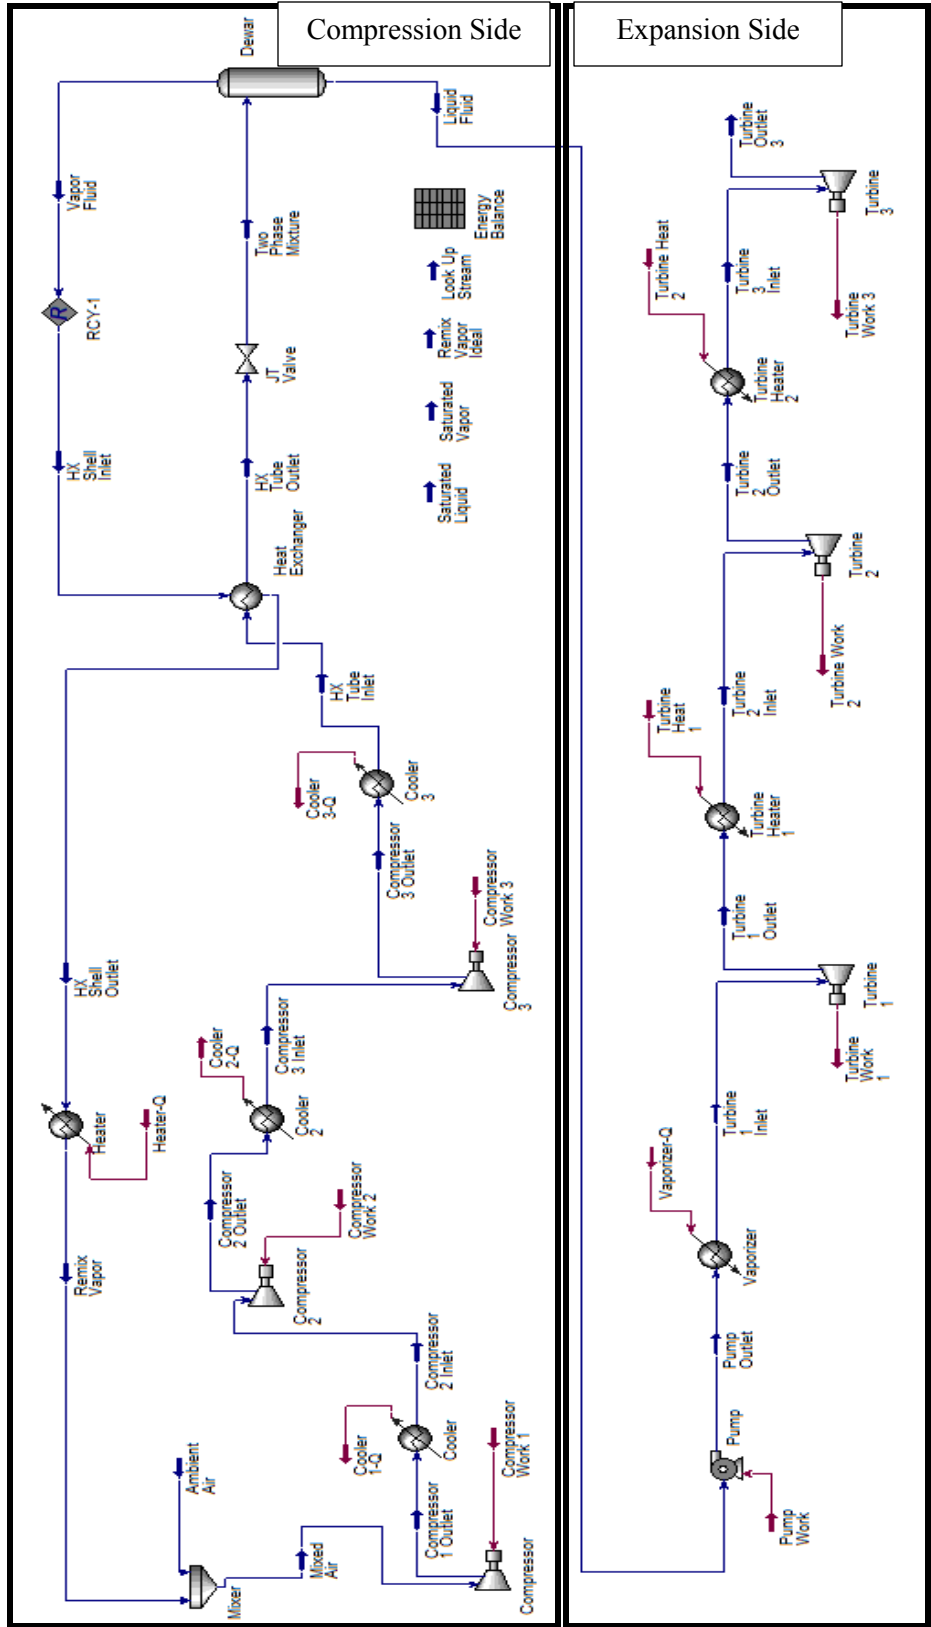 Compression Side
Expansion Side
Dewar
Liquid
Fluid
Vapor
Fluid
RCY-1
HX
Shell
Inlet
Two
Phase
Mixture
JT
Valve
HX
Tube
Outlet
Heat
Exchanger
Energy
Balance
Look Up
Stream
Remix
Vapor
Ideal
Saturated
Vapor
Saturated
Liquid
HX
Tube
Inlet
Cooler
3-Q
Cooler
3
Compressor
3 Outlet
Compressor
Work 3
Compressor
3
HX
Shell
Outlet
Cooler
2-Q
Compressor
3 Inlet
Cooler
2
Heater
Heater-Q
Compressor
2 Outlet
Compressor
Work 2
Compressor
2
Remix
Vapor
Compressor
2 Inlet
Cooler
1-Q
Cooler
Compressor
Work 1
Compressor
1 Outlet
Ambient
Air
Mixed
Air
Mixer
Compressor
Turbine
Outlet
3
Turbine
3
Turbine Heat
2
Turbine
3
Inlet
Turbine
Work 3
Turbine
Heater
2
Turbine
2
Outlet
Turbine
2
Turbine Work
2
Turbine
Heat
1
Turbine
2
Inlet
Turbine
Heater
1
Turbine
1
Outlet
Turbine
1
Turbine
Work
1
Turbine
1
Inlet
Vaporizer-Q
Vaporizer
Pump
Outlet
Pump
Pump
Work